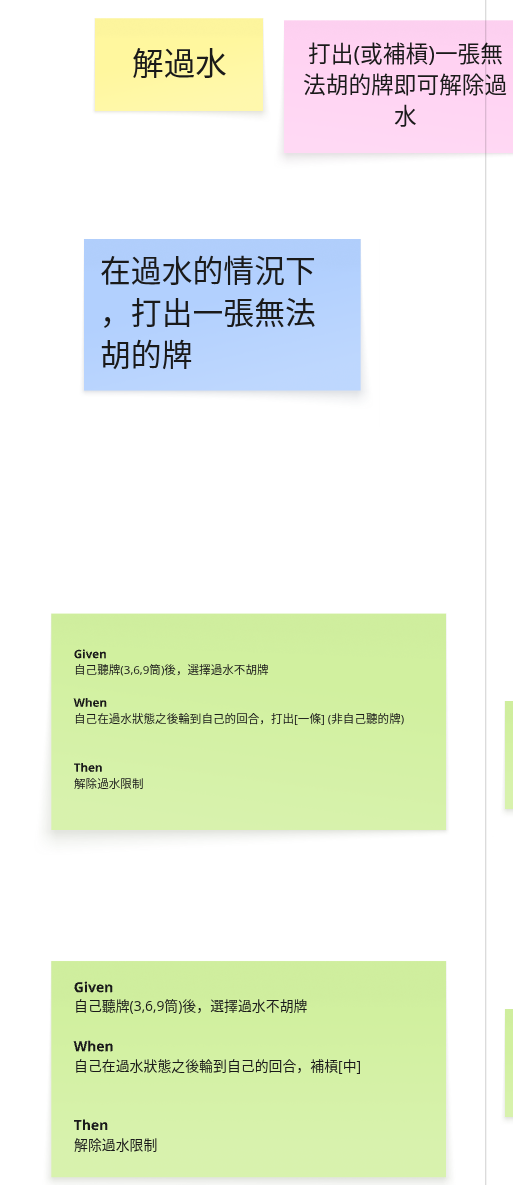 解過水
打出(或補槓)一張無
法胡的牌即可解除過
水
在過水的情況下
，打出一張無法
胡的牌
Given
自己聽牌(3,6,9筒)後，選擇過水不胡牌
When
自己在過水狀態之後輪到自己的回合，打出[一條] (非自己聽的牌)
Then
解除過水限制
Given
自己聽牌(3,6,9筒)後，選擇過水不胡牌
When
自己在過水狀態之後輪到自己的回合，補槓[中]
Then
解除過水限制